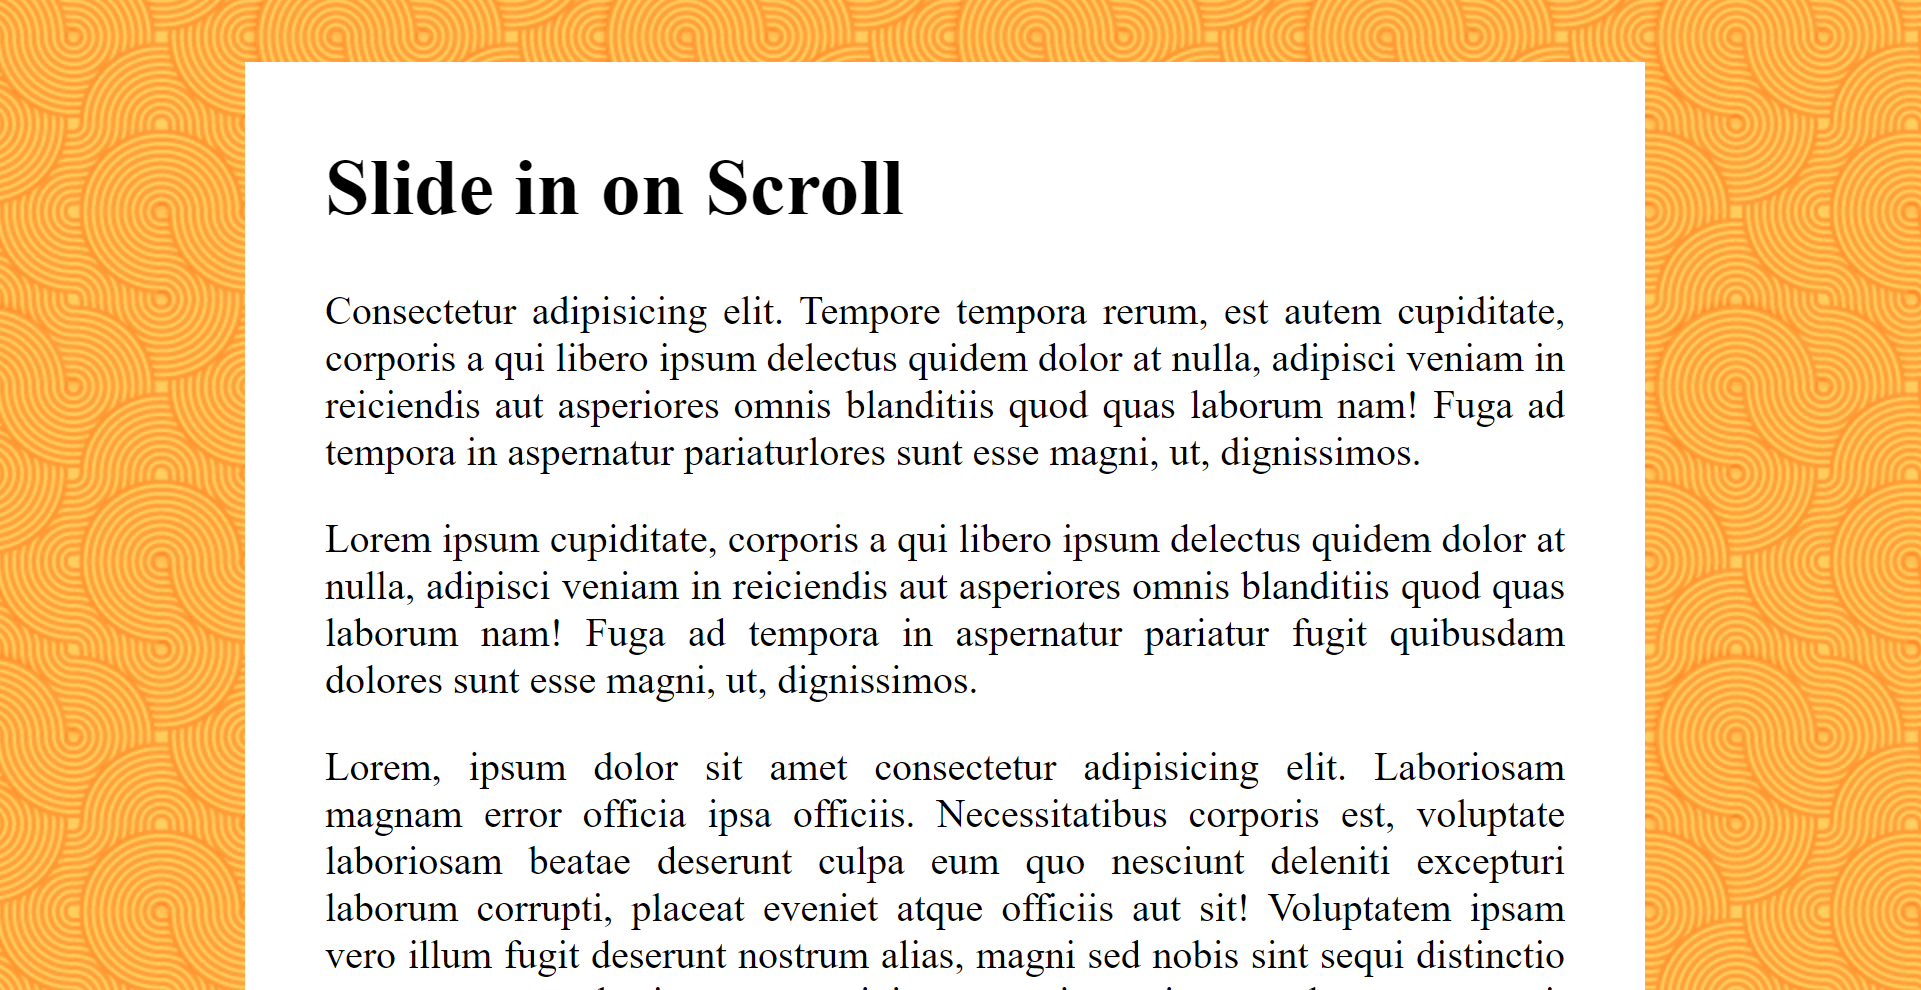 Slide in on Scroll
Consectetur adipisicing elit. Tempore tempora rerum, est autem cupiditate,
corporis a qui libero ipsum delectus quidem dolor at nulla, adipisci veniam in
reiciendis aut asperiores omnis blanditiis quod quas laborum nam! Fuga ad
tempora in aspernatur pariaturlores sunt esse magni, ut, dignissimos.
Lorem ipsum cupiditate, corporis a qui libero ipsum delectus quidem dolor at
nulla, adipisci veniam in reiciendis aut asperiores omnis blanditiis quod quas
laborum nam! Fuga ad tempora in aspernatur pariatur fugit quibusdam
dolores sunt esse magni, ut, dignissimos.
Lorem, ipsum dolor sit amet consectetur adipisicing elit. Laboriosam
magnam error officia ipsa officiis. Necessitatibus corporis est, voluptate
laboriosam beatae deserunt culpa eum quo nesciunt deleniti excepturi
laborum corrupti, placeat eveniet atque officiis aut sit! Voluptatem ipsam
vero illum fugit deserunt nostrum alias, magni sed nobis sint sequi distinctio